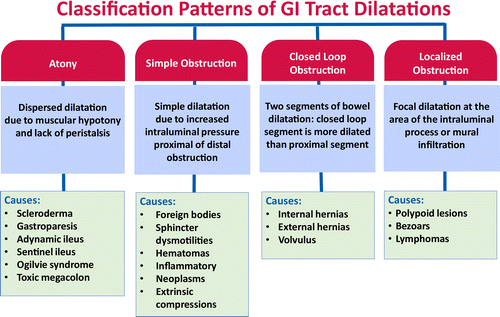 Classification Patterns of GI Tract Dilatations
Atony
Dispersed dilatation
due to muscular hypotony
and lack of peristalsis
Causes:
• Scleroderma
• Gastroparesis
• Adynamic ileus
• Sentinel ileus
• Ogilvie syndrome
• Toxic megacolon
Simple Obstruction
Simple dilatation
due to increased
intraluminal pressure
proximal of distal
obstruction
Causes:
• Foreign bodies
• Sphincter
dysmotilities
• Hematomas
• Inflammatory
• Neoplasms
• Extrinsic
compressions
Closed Loop
Obstruction
Two segments of bowel
dilatation: closed loop
segment is more dilated
than proximal segment
Causes:
• Internal hernias
• External hernias
• Volvulus
Localized
Obstruction
Focal dilatation at the
area of the intraluminal
process or mural
infiltration
Causes:
• Polypoid lesions
• Bezoars
• Lymphomas